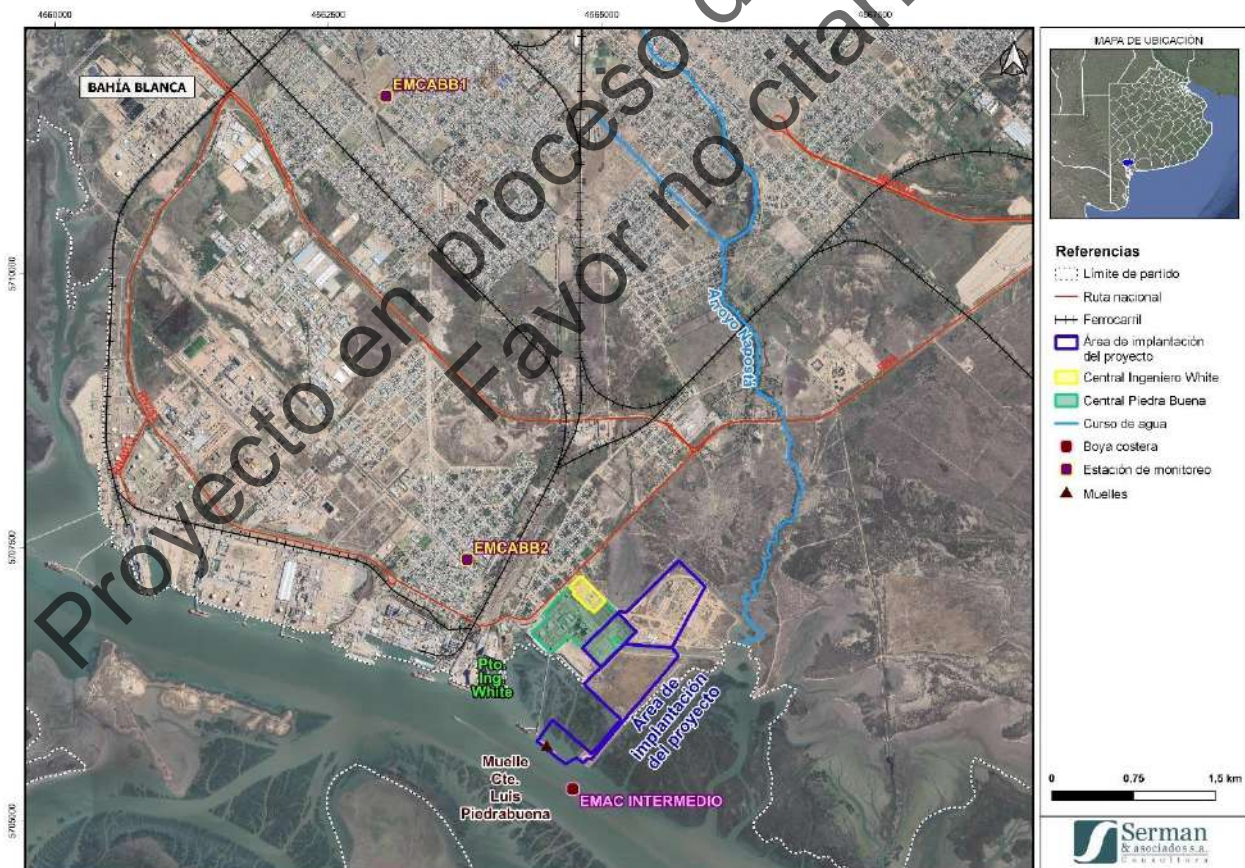 4660000
4662500
4665000
5710000
5707500
5705000
BAHÍA BLANCA
EMCABB1
Arroyo Napostá
EMCABB2
Pto.
Ing.
White
Área de
implantación
del proyecto
Muelle
Cte.
Luis
Piedrabuena
EMAC INTERMEDIO
Proyecto en proceso
Favor no citar
MAPA DE UBICACIÓN
Referencias
Límite de partido
Ruta nacional
Ferrocarril
Área de implantación
del proyecto
Central Ingeniero White
Central Piedra Buena
Curso de agua
Boya costera
Estación de monitoreo
Muelles
0 0,75 1,5 km
Serman
& asociados s.a.
Consultora